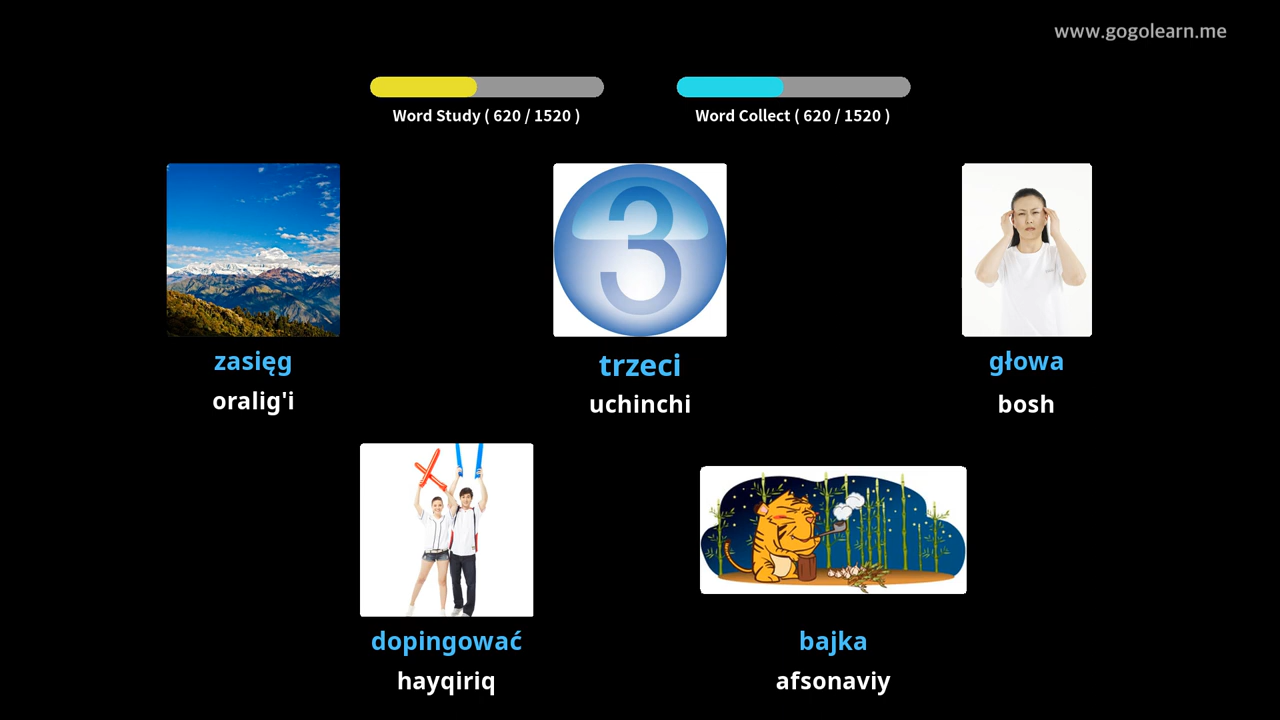 www.gogolearn.me
Word Study ( 620 / 1520 )
Word Collect ( 620 / 1520 )
3
zasięg
oralig'i
trzeci
uchinchi
głowa
bosh
dopingować
hayqiriq
bajka
afsonaviy